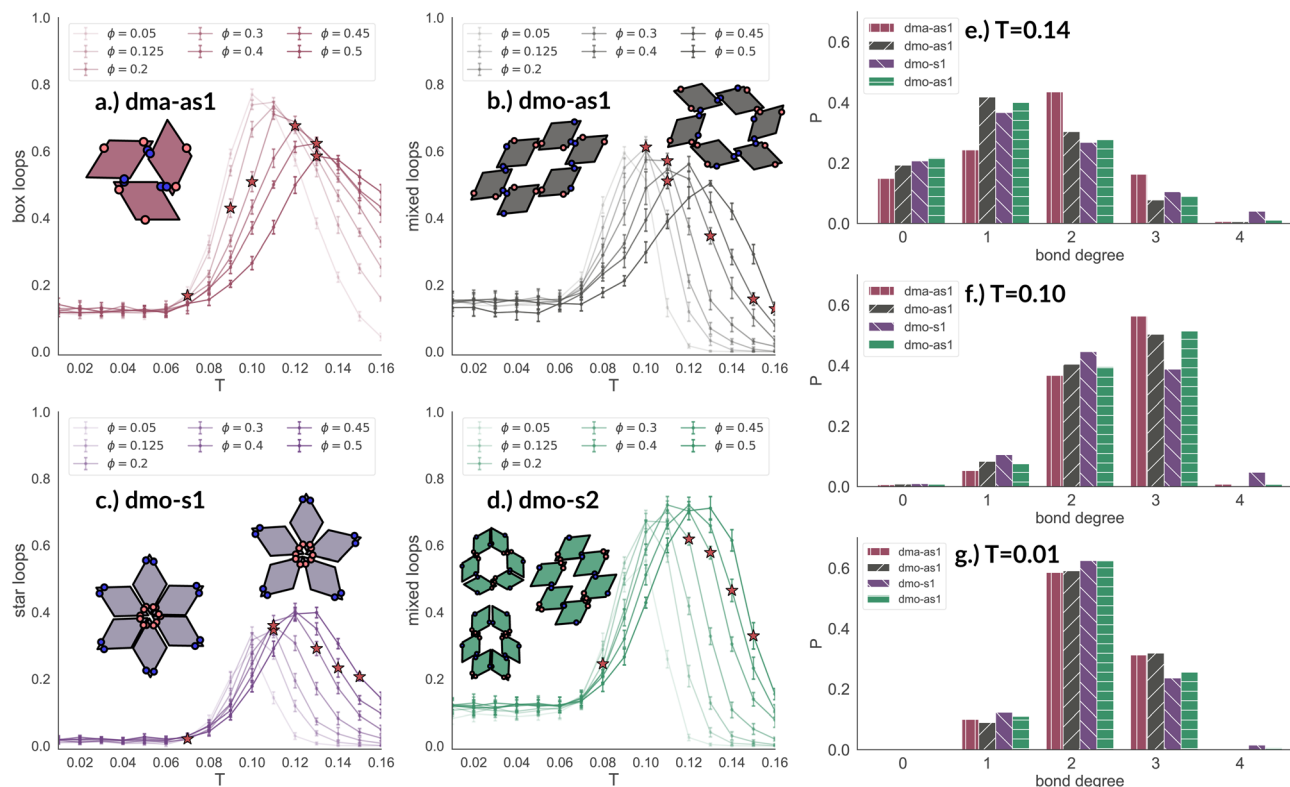 1.0
ϕ = 0.05 ϕ = 0.3 ϕ = 0.45
ϕ = 0.125 ϕ = 0.4 ϕ = 0.5
ϕ = 0.2
a.) dma-as1
0.8
0.6
0.4
0.2
0.0
box loops
0.02 0.04 0.06 0.08 0.10 0.12 0.14 0.16
T
1.0
ϕ = 0.05 ϕ = 0.3 ϕ = 0.45
ϕ = 0.125 ϕ = 0.4 ϕ = 0.5
ϕ = 0.2
b.) dmo-as1
0.8
0.6
0.4
0.2
0.0
mixed loops
0.02 0.04 0.06 0.08 0.10 0.12 0.14 0.16
T
P
e.) T=0.14
dma-as1
dmo-as1
dmo-s1
dmo-as1
0.6
0.4
0.2
0.0
P
0 1 2 3 4
bond degree
f.) T=0.10
dma-as1
dmo-as1
dmo-s1
dmo-as1
0.6
0.4
0.2
0.0
P
0 1 2 3 4
bond degree
1.0
ϕ = 0.05 ϕ = 0.3 ϕ = 0.45
ϕ = 0.125 ϕ = 0.4 ϕ = 0.5
ϕ = 0.2
c.) dmo-s1
0.8
0.6
0.4
0.2
0.0
star loops
0.02 0.04 0.06 0.08 0.10 0.12 0.14 0.16
T
1.0
ϕ = 0.05 ϕ = 0.3 ϕ = 0.45
ϕ = 0.125 ϕ = 0.4 ϕ = 0.5
ϕ = 0.2
d.) dmo-s2
0.8
0.6
0.4
0.2
0.0
mixed loops
0.02 0.04 0.06 0.08 0.10 0.12 0.14 0.16
T
g.) T=0.01
dma-as1
dmo-as1
dmo-s1
dmo-as1
0.6
0.4
0.2
0.0
P
0 1 2 3 4
bond degree